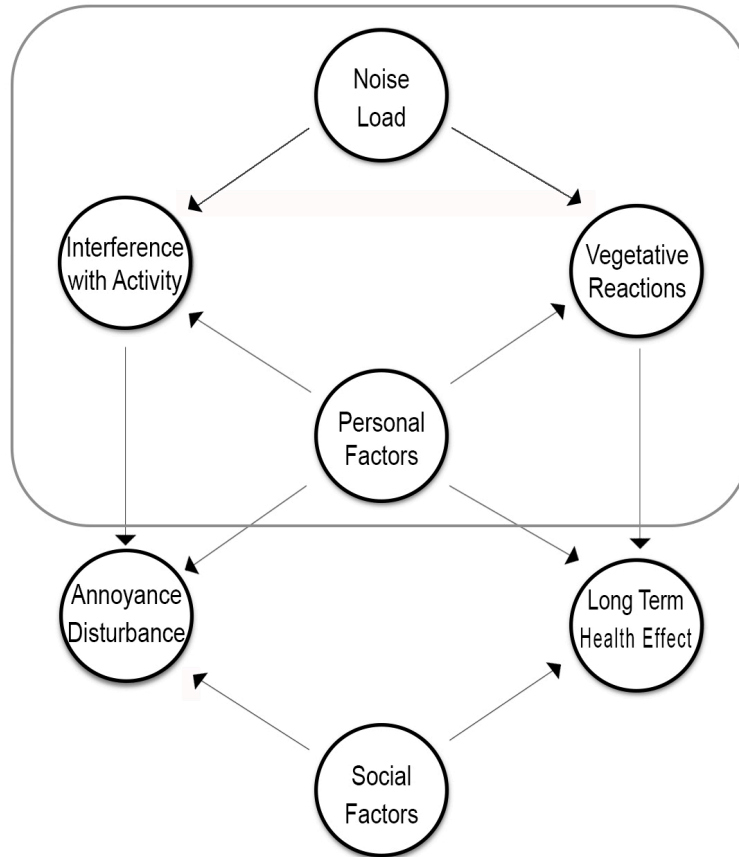 Noise
Load
Interference
with Activity
Vegetative
Reactions
Personal
Factors
Annoyance
Disturbance
Long Term
Health Effect
Social
Factors